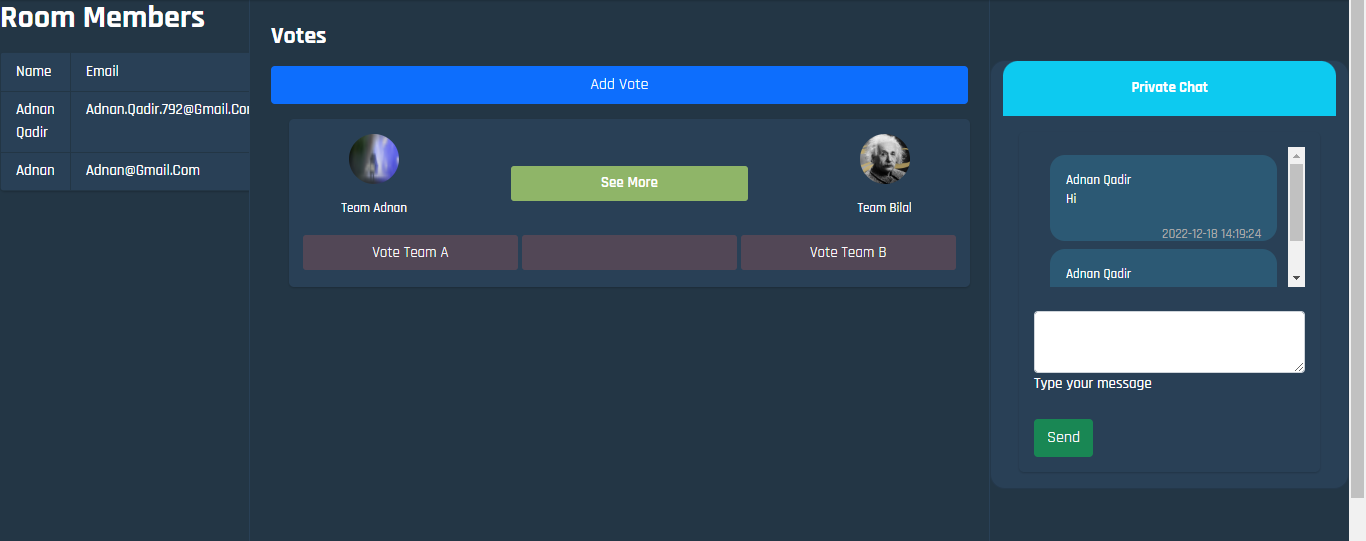 Room Members
Name Email
Adnan Adnan.Qadir.792@Gmail.Co
Qadir
Adnan Adnan@Gmail.Com
Votes
Add Vote
See More
Team Adnan
Team Bilal
Vote Team A
Vote Team B
Private Chat
Adnan Qadir
Hi
2022-12-18 14:19:24
Adnan Qadir
Type your message
Send